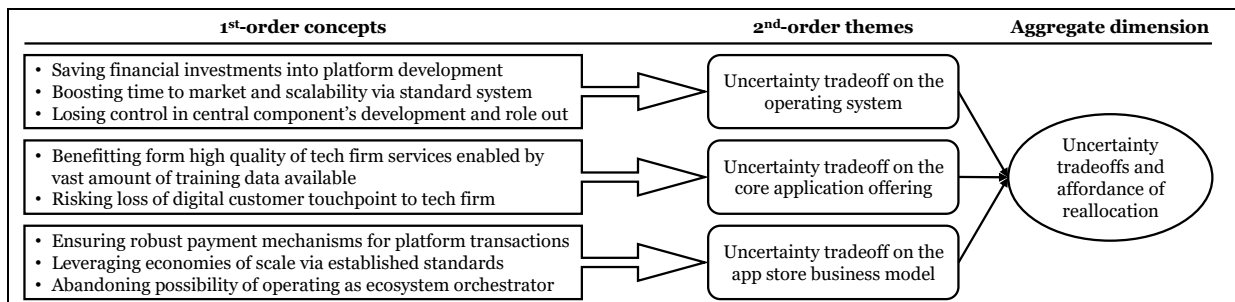 1st-order concepts
2nd-order themes
Aggregate dimension
• Saving financial investments into platform development
• Boosting time to market and scalability via standard system
• Losing control in central component's development and role out
Uncertainty tradeoff on the
operating system
• Benefitting form high quality of tech firm services enabled by
vast amount of training data available
• Risking loss of digital customer touchpoint to tech firm
Uncertainty tradeoff on the
core application offering
• Ensuring robust payment mechanisms for platform transactions
• Leveraging economies of scale via established standards
• Abandoning possibility of operating as ecosystem orchestrator
Uncertainty tradeoff on the
app store business model
Uncertainty
tradeoffs and
affordance of
reallocation